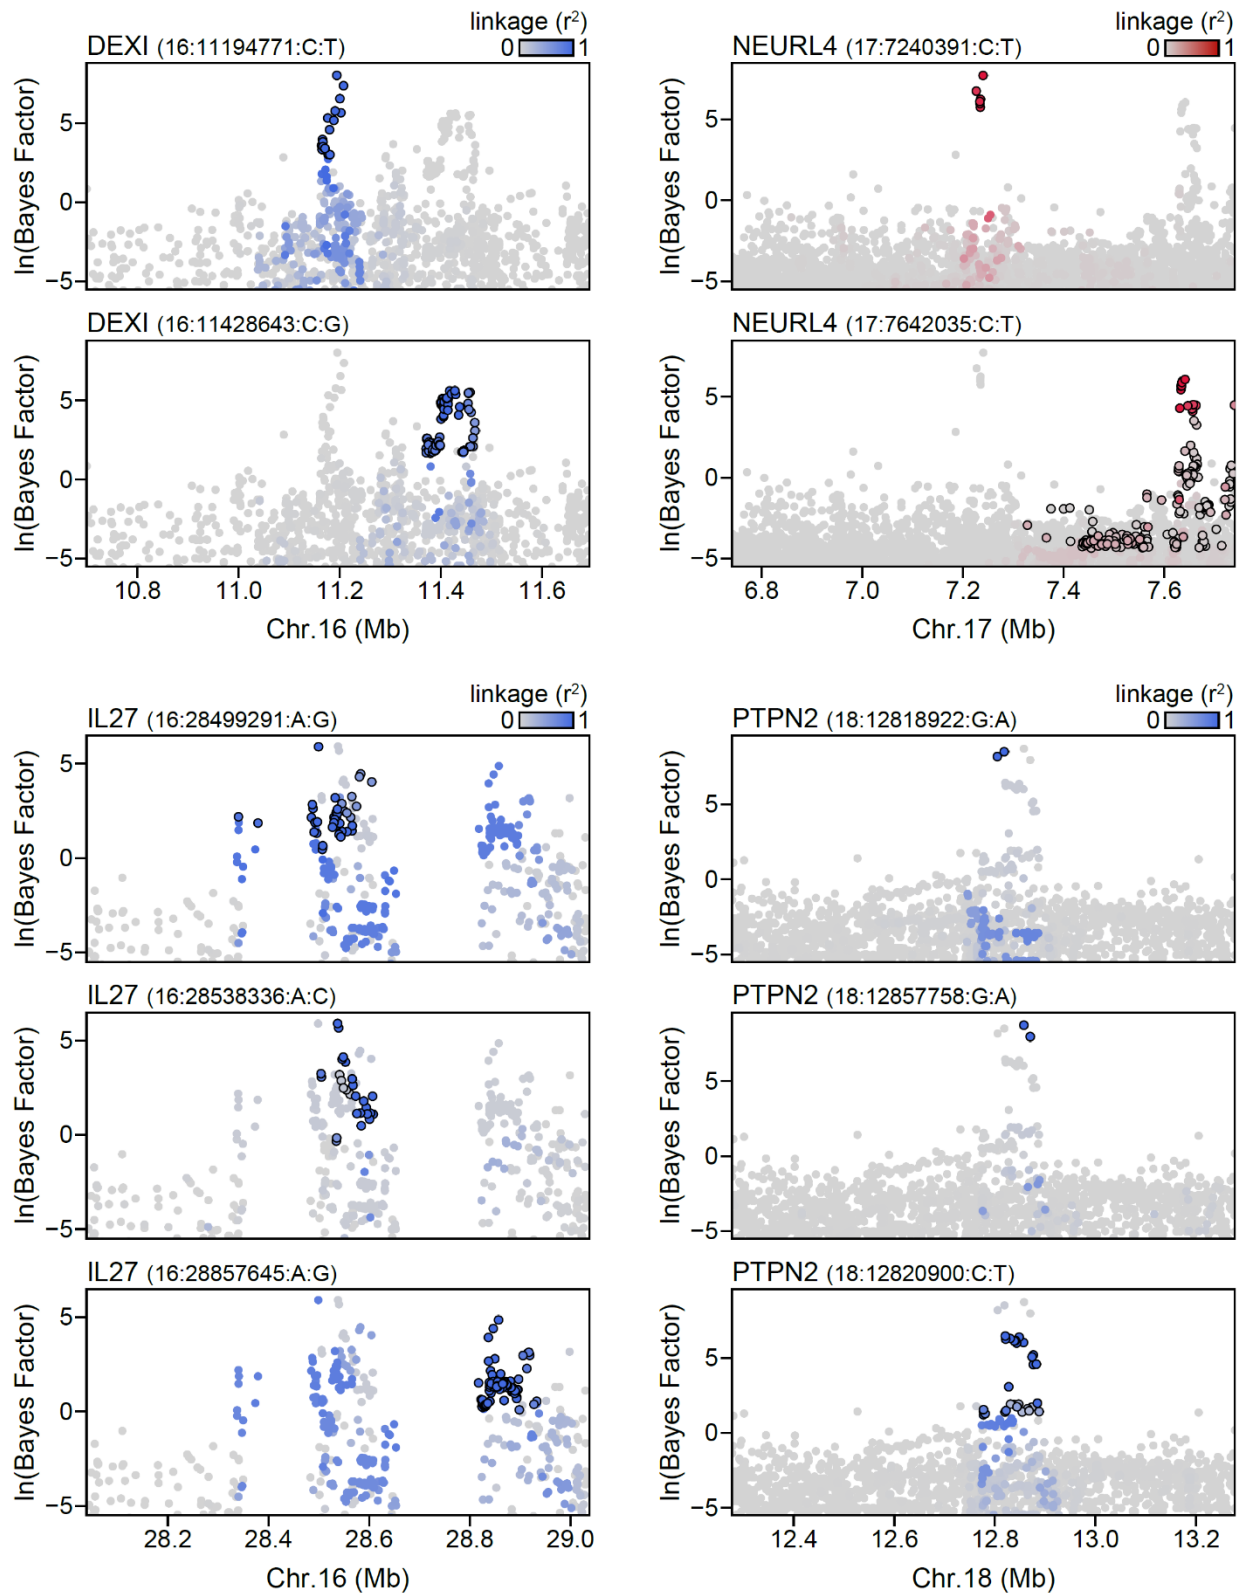 linkage (r²)
DEXI (16:11194771:C:T) 0 1
ln(Bayes Factor)
5
0
−5
DEXI (16:11428643:C:G)
ln(Bayes Factor)
5
0
−5
10.8 11.0 11.2 11.4 11.6
Chr.16 (Mb)
linkage (r²)
NEURL4 (17:7240391:C:T) 0 1
ln(Bayes Factor)
5
0
−5
NEURL4 (17:7642035:C:T)
ln(Bayes Factor)
5
0
−5
6.8 7.0 7.2 7.4 7.6
Chr.17 (Mb)
linkage (r²)
IL27 (16:28499291:A:G) 0 1
ln(Bayes Factor)
5
0
−5
IL27 (16:28538336:A:C)
ln(Bayes Factor)
5
0
−5
IL27 (16:28857645:A:G)
ln(Bayes Factor)
5
0
−5
28.2 28.4 28.6 28.8 29.0
Chr.16 (Mb)
linkage (r²)
PTPN2 (18:12818922:G:A) 0 1
ln(Bayes Factor)
5
0
−5
PTPN2 (18:12857758:G:A)
ln(Bayes Factor)
5
0
−5
PTPN2 (18:12820900:C:T)
ln(Bayes Factor)
5
0
−5
12.4 12.6 12.8 13.0 13.2
Chr.18 (Mb)